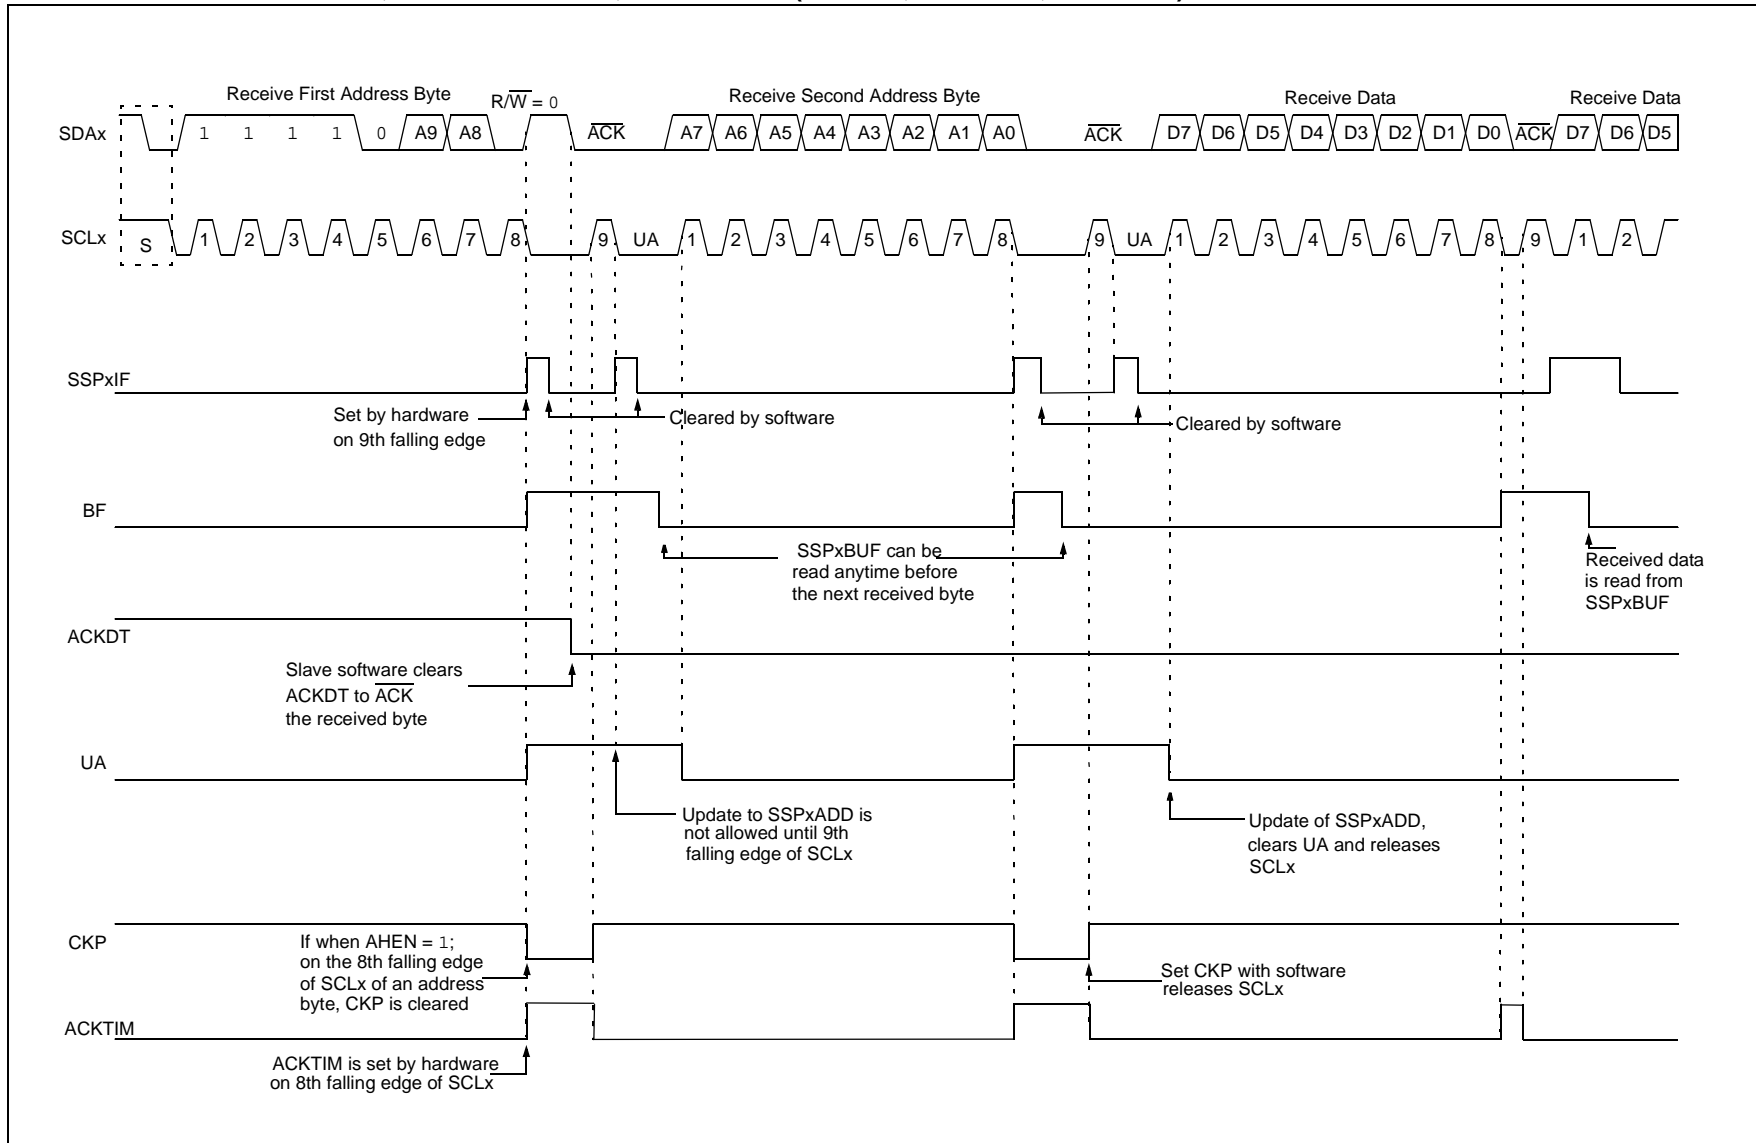 Receive First Address Byte
R/W = 0
Receive Second Address Byte
Receive Data
Receive Data
SDAx
1 1 1 1 0 A9 A8
ACK
A7 A6 A5 A4 A3 A2 A1 A0
ACK
D7 D6 D5 D4 D3 D2 D1 D0
ACK
D7 D6 D5
SCLx
S
1 2 3 4 5 6 7 8
9
UA
1 2 3 4 5 6 7 8
9
UA
1 2 3 4 5 6 7 8
9
1 2
SSPxIF
Set by hardware
on 9th falling edge
Cleared by software
Cleared by software
BF
SSPxBUF can be
read anytime before
the next received byte
Received data
is read from
SSPxBUF
ACKDT
Slave software clears
ACKDT to ACK
the received byte
UA
Update to SSPxADD is
not allowed until 9th
falling edge of SCLx
Update of SSPxADD,
clears UA and releases
SCLx
CKP
If when AHEN = 1;
on the 8th falling edge
of SCLx of an address
byte, CKP is cleared
Set CKP with software
releases SCLx
ACKTIM
ACKTIM is set by hardware
on 8th falling edge of SCLx